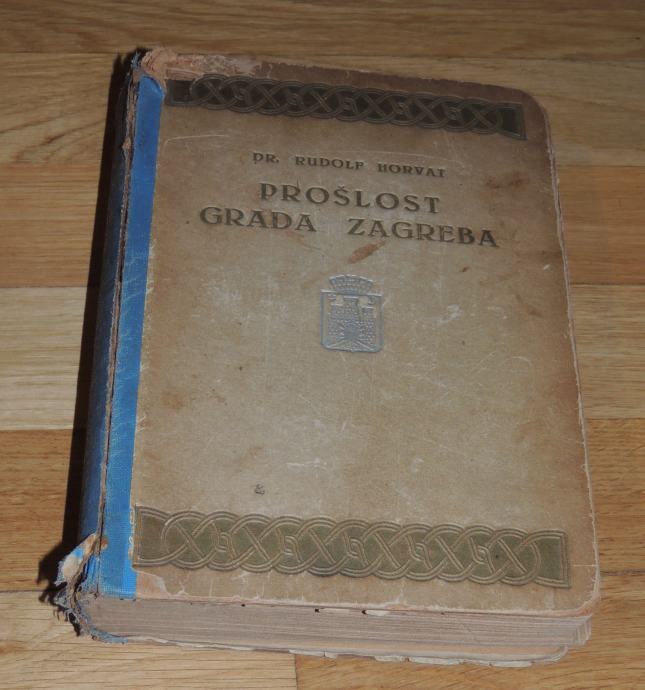 DR. RUDOLF HORVAT
PROŠLOST
GRADA ZAGREBA